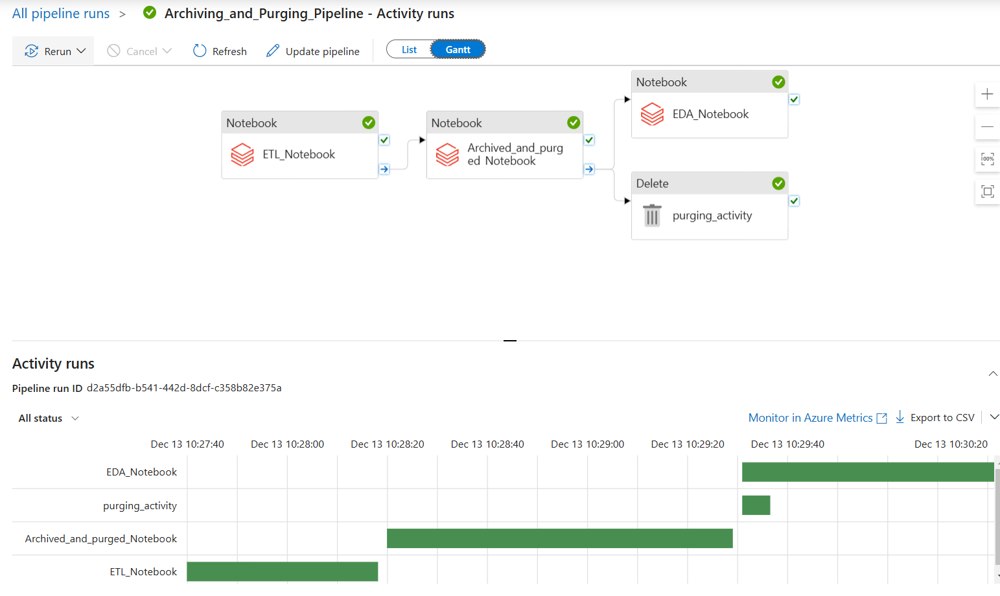 All pipeline runs > Archiving_and_Purging_Pipeline - Activity runs
Rerun Cancel Refresh Update pipeline List Gantt
Notebook
ETL_Notebook
Notebook
Archived_and_purg
ed Notebook
Notebook
EDA_Notebook
Delete
purging_activity
100%
Activity runs
Pipeline run ID d2a55dfb-b541-442d-8dcf-c358b82e375a
All status
Monitor in Azure Metrics Export to CSV
Dec 13 10:27:40 Dec 13 10:28:00 Dec 13 10:28:20 Dec 13 10:28:40 Dec 13 10:29:00 Dec 13 10:29:20 Dec 13 10:29:40 Dec 13 10:30:20
EDA_Notebook
purging_activity
Archived_and_purged_Notebook
ETL_Notebook